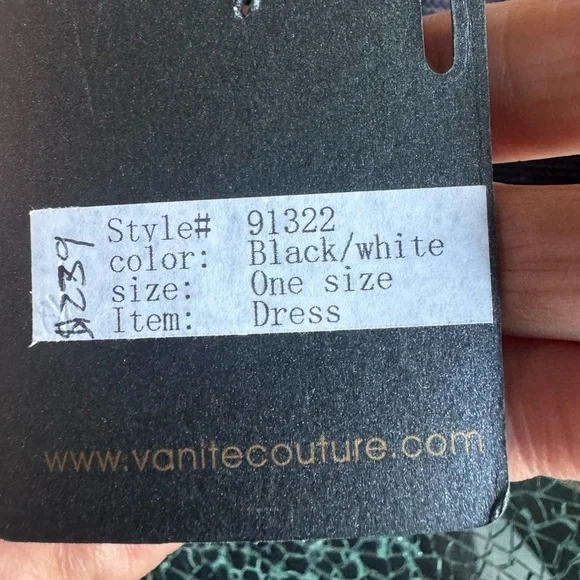 $239
Style# 91322
color: Black/white
size: One size
Item: Dress
www.vanitecouture.com